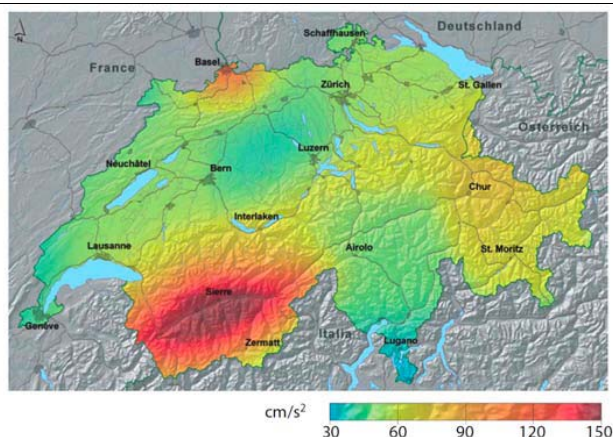 N
Deutschland
Schaffhausen
France
Basel
Zürich
St. Gallen
Österreich
Neuchâtel
Bern
Luzern
Chur
Interlaken
Lausanne
Airolo
St. Moritz
Sierre
Genève
Zermatt
Italia
Lugano
cm/s²
30 60 90 120 150